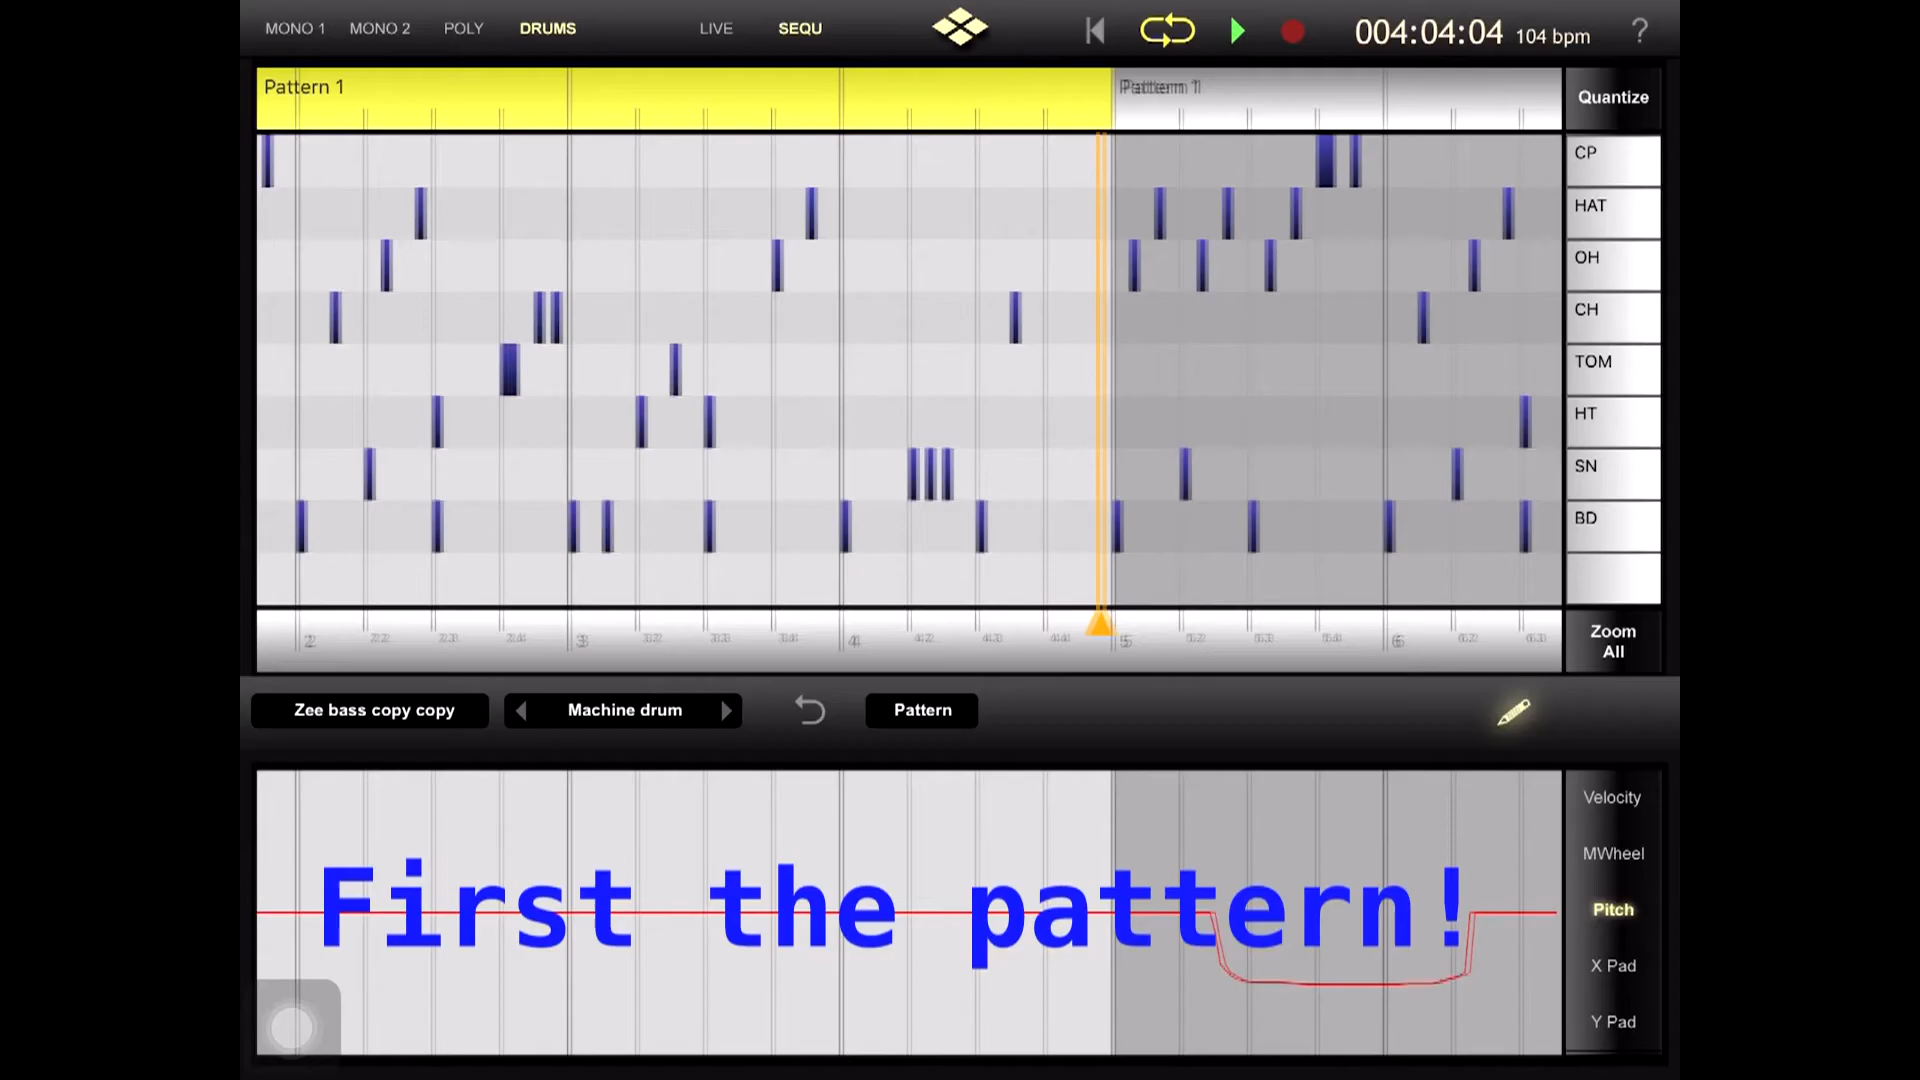 MONO 1 MONO 2 POLY DRUMS LIVE SEQU 004:04:04 104 bpm ?
Pattern 1 Pattern 1 Quantize
CP
HAT
OH
CH
TOM
HT
SN
BD
2 3 4 5 6
Zoom
All
Zee bass copy copy Machine drum Pattern
Velocity
MWheel
First the pattern!
Pitch
X Pad
Y Pad